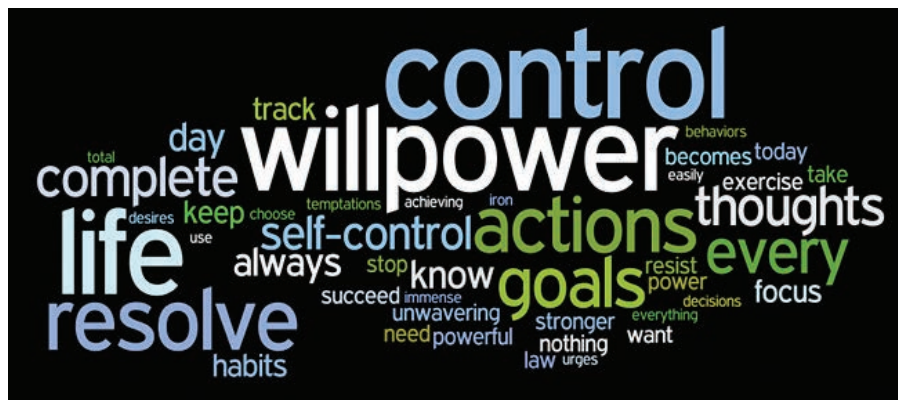 control
track
willpower
behaviors
day
becomes today
total
complete
easily
exercise take
temptations achieving iron
thoughts
life
desires keep choose
use
self-control actions
every
always stop know
goals
resist
power
focus
succeed immense
decisions
resolve
unwavering
stronger
everything
need powerful
nothing
want
habits
law urges